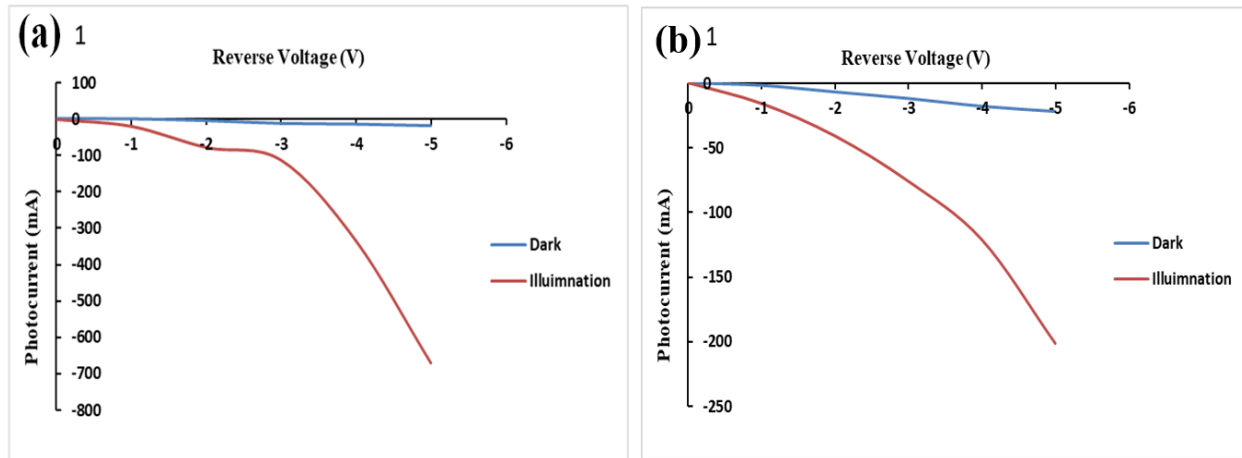 (a) 1
Reverse Voltage (V)
100
0
-100
-200
-300
-400
-500
-600
-700
-800
0 -1 -2 -3 -4 -5 -6
Photocurrent (mA)
Dark
Illuimnation
(b) 1
Reverse Voltage (V)
0
-50
-100
-150
-200
-250
0 -1 -2 -3 -4 -5 -6
Photocurrent (mA)
Dark
Illuimnation